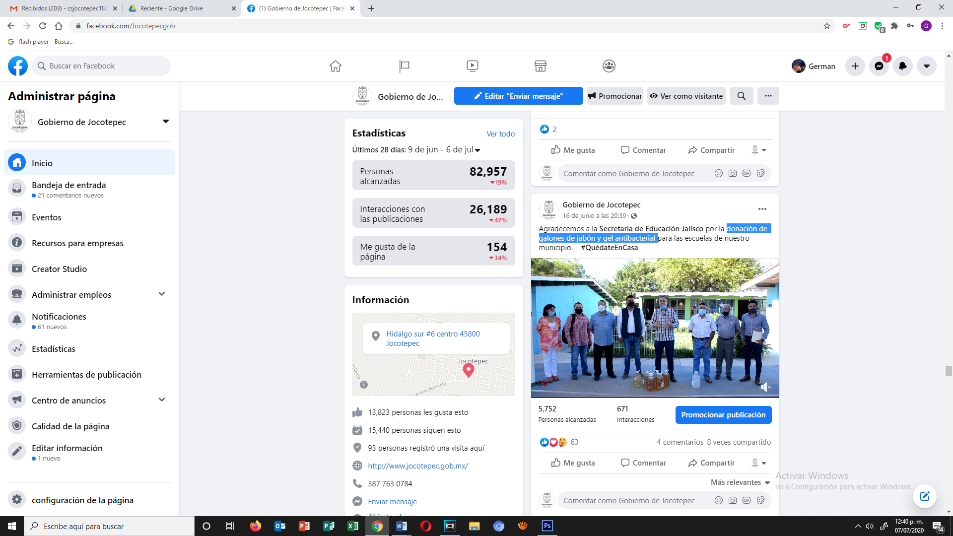 Recibidos (203) - csjocotepec18@
Reciente - Google Drive
(1) Gobierno de Jocotepec | Face
facebook.com/Jocotepecgob
flash player - Busca...
Buscar en Facebook
German
1
Administrar página
Gobierno de Jocotepec
Inicio
Bandeja de entrada
21 comentarios nuevos
Eventos
Recursos para empresas
Creator Studio
Administrar empleos
Notificaciones
61 nuevos
Estadísticas
Herramientas de publicación
Centro de anuncios
Calidad de la página
Editar información
1 nuevo
configuración de la página
Gobierno de Jo...
Editar "Enviar mensaje"
Promocionar
Ver como visitante
Estadísticas
Ver todo
Últimos 28 días: 9 de jun - 6 de jul
Personas alcanzadas
82,957
19%
Interacciones con las publicaciones
26,189
42%
Me gusta de la página
154
34%
Información
Hidalgo sur #6 centro 45800
Jocotepec
Jocotepec
13,823 personas les gusta esto
15,440 personas siguen esto
93 personas registró una visita aquí
http://www.jocotepec.gob.mx/
387 763 0784
Enviar mensaje
2
Me gusta
Comentar
Compartir
Comentar como Gobierno de Jocotepec
Gobierno de Jocotepec
16 de junio a las 20:39
Agradecemos a la Secretaría de Educación Jalisco por la donación de
galones de jabón y gel antibacterial para las escuelas de nuestro
municipio. #QuédateEnCasa
5,752
Personas alcanzadas
671
Interacciones
Promocionar publicación
63
4 comentarios 8 veces compartido
Me gusta
Comentar
Compartir
Más relevantes
Comentar como Gobierno de Jocotepec
Activar Windows
Ve a Configuración para activar Windows.
Escribe aquí para buscar
12:40 p. m.
07/07/2020